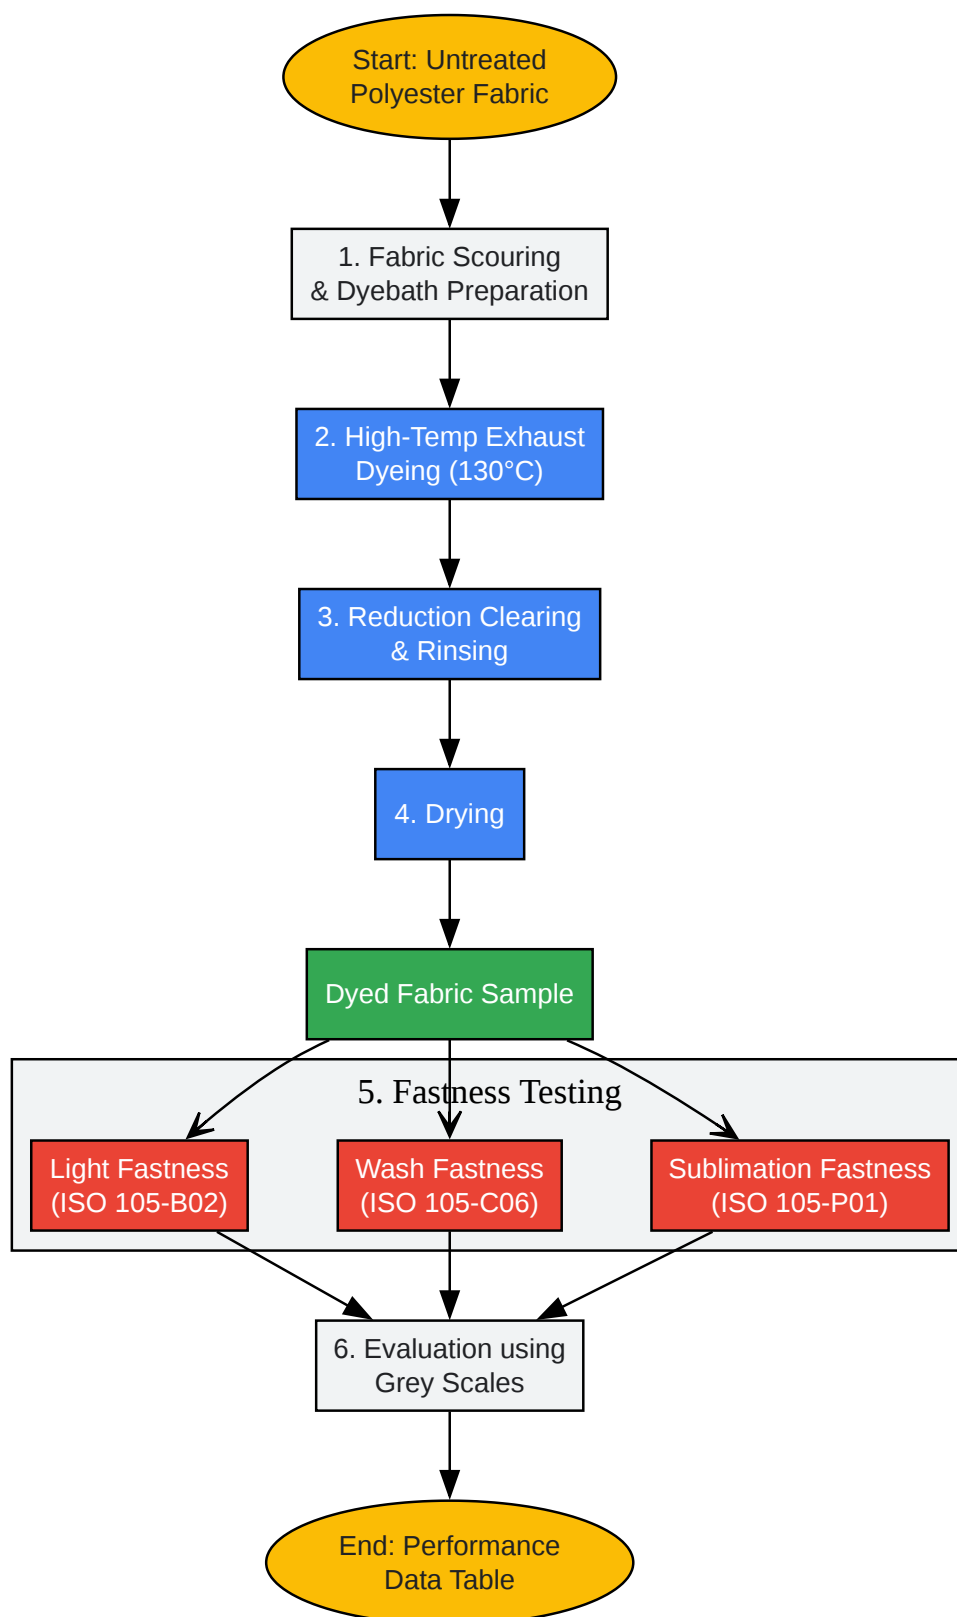 Start: Untreated
Polyester Fabric
1. Fabric Scouring
& Dyebath Preparation
2. High-Temp Exhaust
Dyeing (130°C)
3. Reduction Clearing
& Rinsing
4. Drying
Dyed Fabric Sample
5. Fastness Testing
Light Fastness
(ISO 105-B02)
Wash Fastness
(ISO 105-C06)
Sublimation Fastness
(ISO 105-P01)
6. Evaluation using
Grey Scales
End: Performance
Data Table